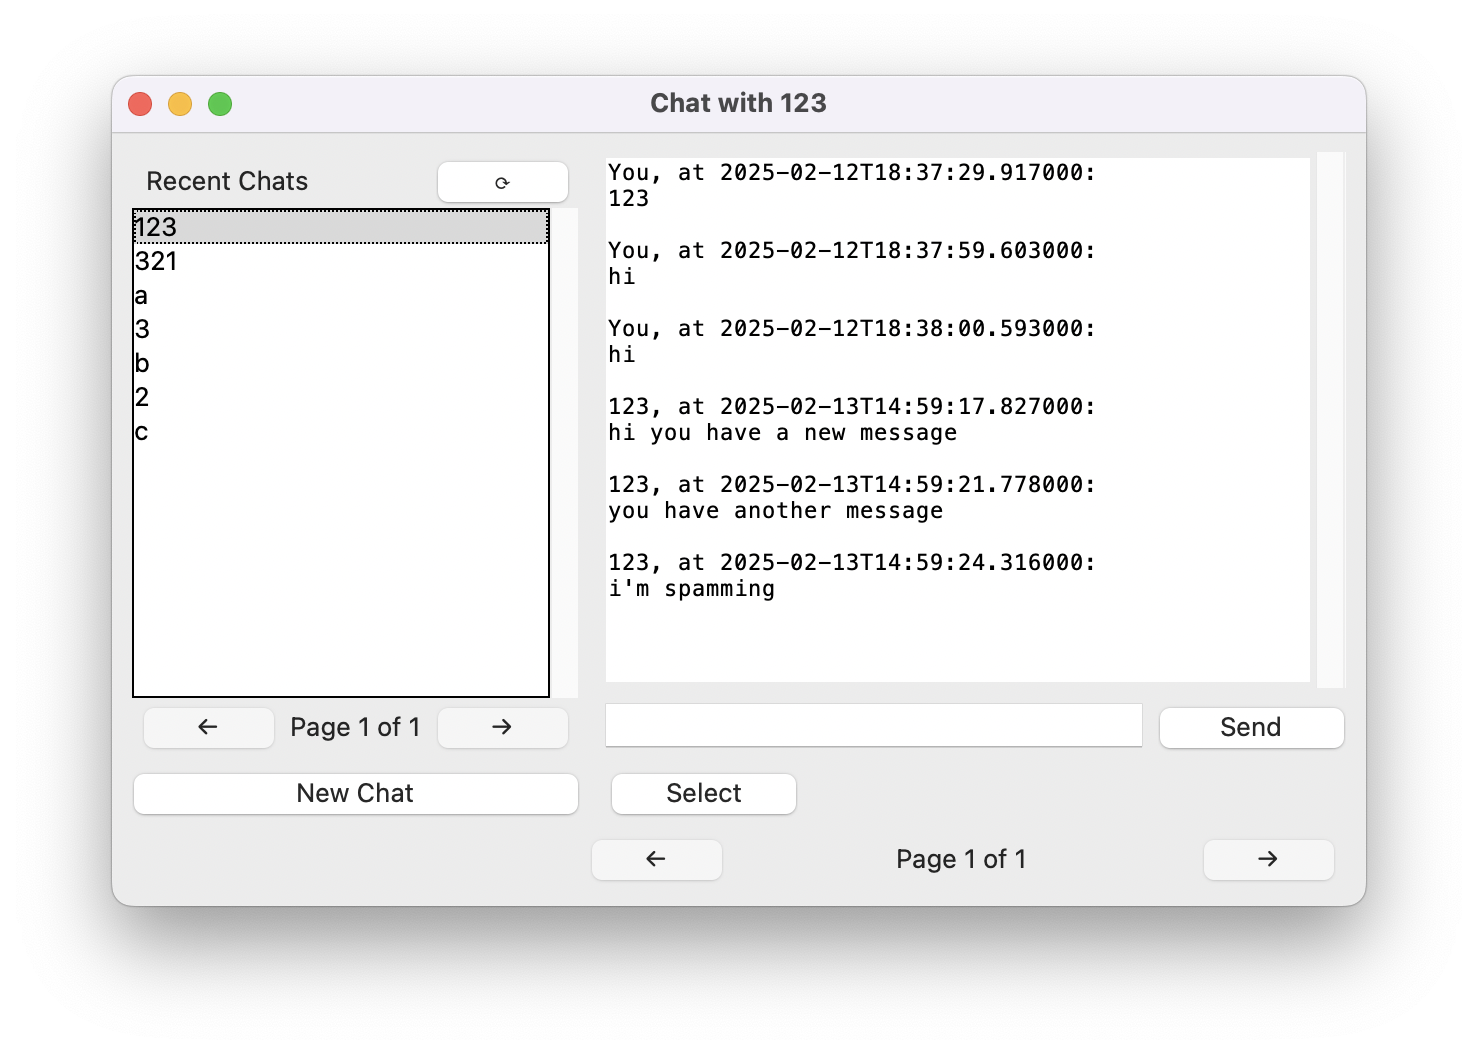 Chat with 123
Recent Chats
⟳
123
321
a
3
b
2
c
← Page 1 of 1 →
New Chat
You, at 2025-02-12T18:37:29.917000:
123
You, at 2025-02-12T18:37:59.603000:
hi
You, at 2025-02-12T18:38:00.593000:
hi
123, at 2025-02-13T14:59:17.827000:
hi you have a new message
123, at 2025-02-13T14:59:21.778000:
you have another message
123, at 2025-02-13T14:59:24.316000:
i'm spamming
Send
Select
← Page 1 of 1 →